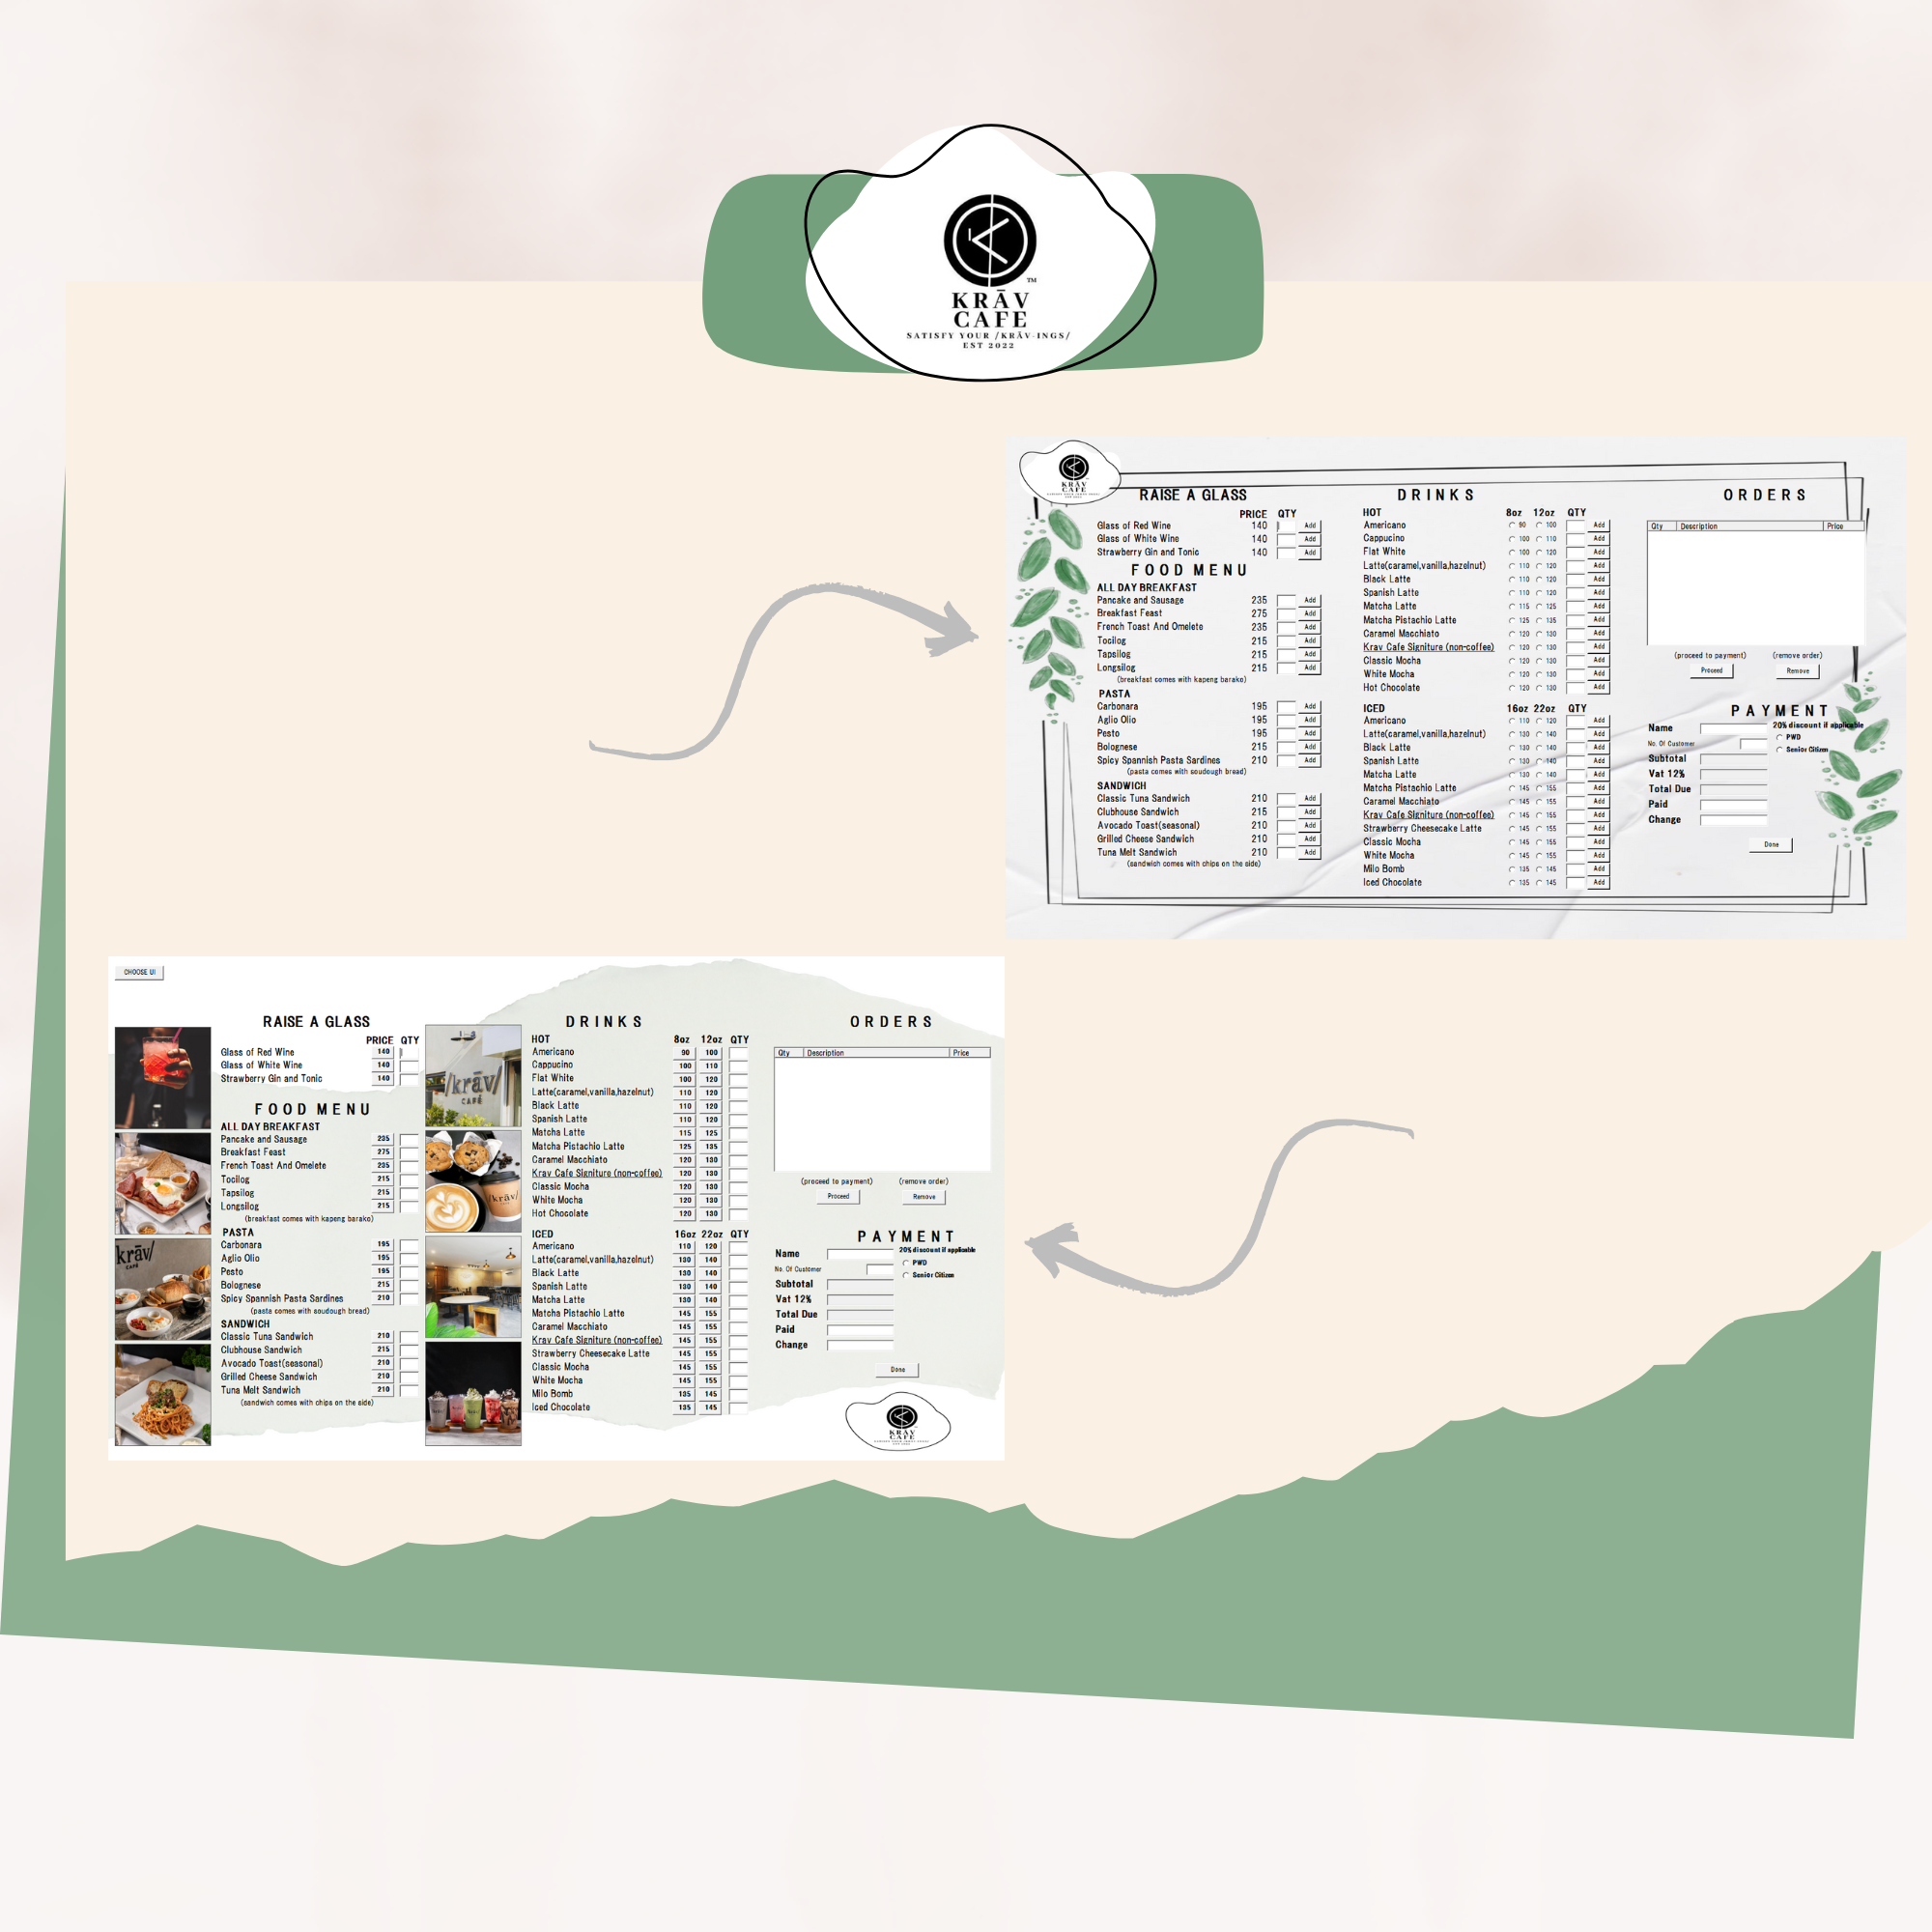 KRĀV
CAFE
SATISFY YOUR /KRĀV-INGS/
EST 2022
TM
KRĀV
CAFE
RAISE A GLASS
PRICE QTY
Glass of Red Wine 140 Add
Glass of White Wine 140 Add
Strawberry Gin and Tonic 140 Add
FOOD MENU
ALL DAY BREAKFAST
Pancake and Sausage 235 Add
Breakfast Feast 275 Add
French Toast And Omelete 235 Add
Tocilog 215 Add
Tapsilog 215 Add
Longsilog 215 Add
(breakfast comes with kapeng barako)
PASTA
Carbonara 195 Add
Aglio Olio 195 Add
Pesto 195 Add
Bolognese 215 Add
Spicy Spannish Pasta Sardines 210 Add
(pasta comes with soudough bread)
SANDWICH
Classic Tuna Sandwich 210 Add
Clubhouse Sandwich 215 Add
Avocado Toast(seasonal) 210 Add
Grilled Cheese Sandwich 210 Add
Tuna Melt Sandwich 210 Add
(sandwich comes with chips on the side)
DRINKS
HOT 8oz 12oz QTY
Americano 90 100 Add
Cappucino 100 110 Add
Flat White 100 120 Add
Latte(caramel,vanilla,hazelnut) 110 120 Add
Black Latte 110 120 Add
Spanish Latte 110 120 Add
Matcha Latte 115 125 Add
Matcha Pistachio Latte 125 135 Add
Caramel Macchiato 120 130 Add
Krav Cafe Signiture (non-coffee) 120 130 Add
Classic Mocha 120 130 Add
White Mocha 120 130 Add
Hot Chocolate 120 130 Add
ICED 16oz 22oz QTY
Americano 110 120 Add
Latte(caramel,vanilla,hazelnut) 130 140 Add
Black Latte 130 140 Add
Spanish Latte 130 140 Add
Matcha Latte 130 140 Add
Matcha Pistachio Latte 145 155 Add
Caramel Macchiato 145 155 Add
Krav Cafe Signiture (non-coffee) 145 155 Add
Strawberry Cheesecake Latte 145 155 Add
Classic Mocha 145 155 Add
White Mocha 145 155 Add
Milo Bomb 135 145 Add
Iced Chocolate 135 145 Add
ORDERS
Qty Description Price
(proceed to payment) (remove order)
Proceed Remove
PAYMENT
Name 20% discount if applicable
PWD
No. Of Customer
Senior Citizen
Subtotal
Vat 12%
Total Due
Paid
Change
Done
CHOOSE UI
RAISE A GLASS
PRICE QTY
Glass of Red Wine 140
Glass of White Wine 140
Strawberry Gin and Tonic 140
FOOD MENU
ALL DAY BREAKFAST
Pancake and Sausage 235
Breakfast Feast 275
French Toast And Omelete 235
Tocilog 215
Tapsilog 215
Longsilog 215
(breakfast comes with kapeng barako)
PASTA
Carbonara 195
Aglio Olio 195
Pesto 195
Bolognese 215
Spicy Spannish Pasta Sardines 210
(pasta comes with soudough bread)
SANDWICH
Classic Tuna Sandwich 210
Clubhouse Sandwich 215
Avocado Toast(seasonal) 210
Grilled Cheese Sandwich 210
Tuna Melt Sandwich 210
(sandwich comes with chips on the side)
krāv/
CAFÉ
/krāv/
CAFÉ
/krāv/
DRINKS
HOT 8oz 12oz QTY
Americano 90 100
Cappucino 100 110
Flat White 100 120
Latte(caramel,vanilla,hazelnut) 110 120
Black Latte 110 120
Spanish Latte 110 120
Matcha Latte 115 125
Matcha Pistachio Latte 125 135
Caramel Macchiato 120 130
Krav Cafe Signiture (non-coffee) 120 130
Classic Mocha 120 130
White Mocha 120 130
Hot Chocolate 120 130
ICED 16oz 22oz QTY
Americano 110 120
Latte(caramel,vanilla,hazelnut) 130 140
Black Latte 130 140
Spanish Latte 130 140
Matcha Latte 130 140
Matcha Pistachio Latte 145 155
Caramel Macchiato 145 155
Krav Cafe Signiture (non-coffee) 145 155
Strawberry Cheesecake Latte 145 155
Classic Mocha 145 155
White Mocha 145 155
Milo Bomb 135 145
Iced Chocolate 135 145
ORDERS
Qty Description Price
(proceed to payment) (remove order)
Proceed Remove
PAYMENT
Name 20% discount if applicable
PWD
No. Of Customer
Senior Citizen
Subtotal
Vat 12%
Total Due
Paid
Change
Done
KRĀV
CAFE